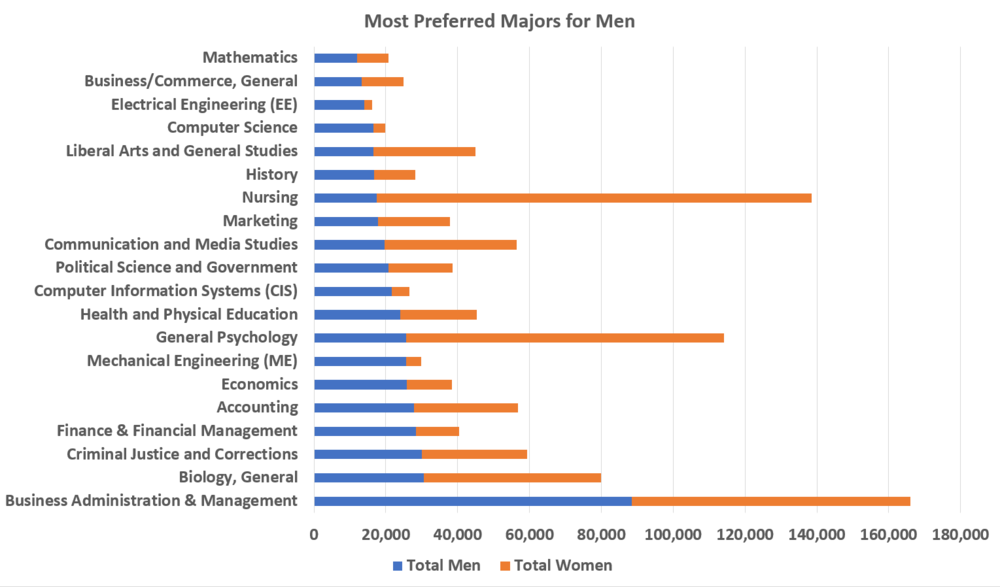 Most Preferred Majors for Men
Mathematics
Business/Commerce, General
Electrical Engineering (EE)
Computer Science
Liberal Arts and General Studies
History
Nursing
Marketing
Communication and Media Studies
Political Science and Government
Computer Information Systems (CIS)
Health and Physical Education
General Psychology
Mechanical Engineering (ME)
Economics
Accounting
Finance & Financial Management
Criminal Justice and Corrections
Biology, General
Business Administration & Management
0 20,000 40,000 60,000 80,000 100,000 120,000 140,000 160,000 180,000
Total Men Total Women